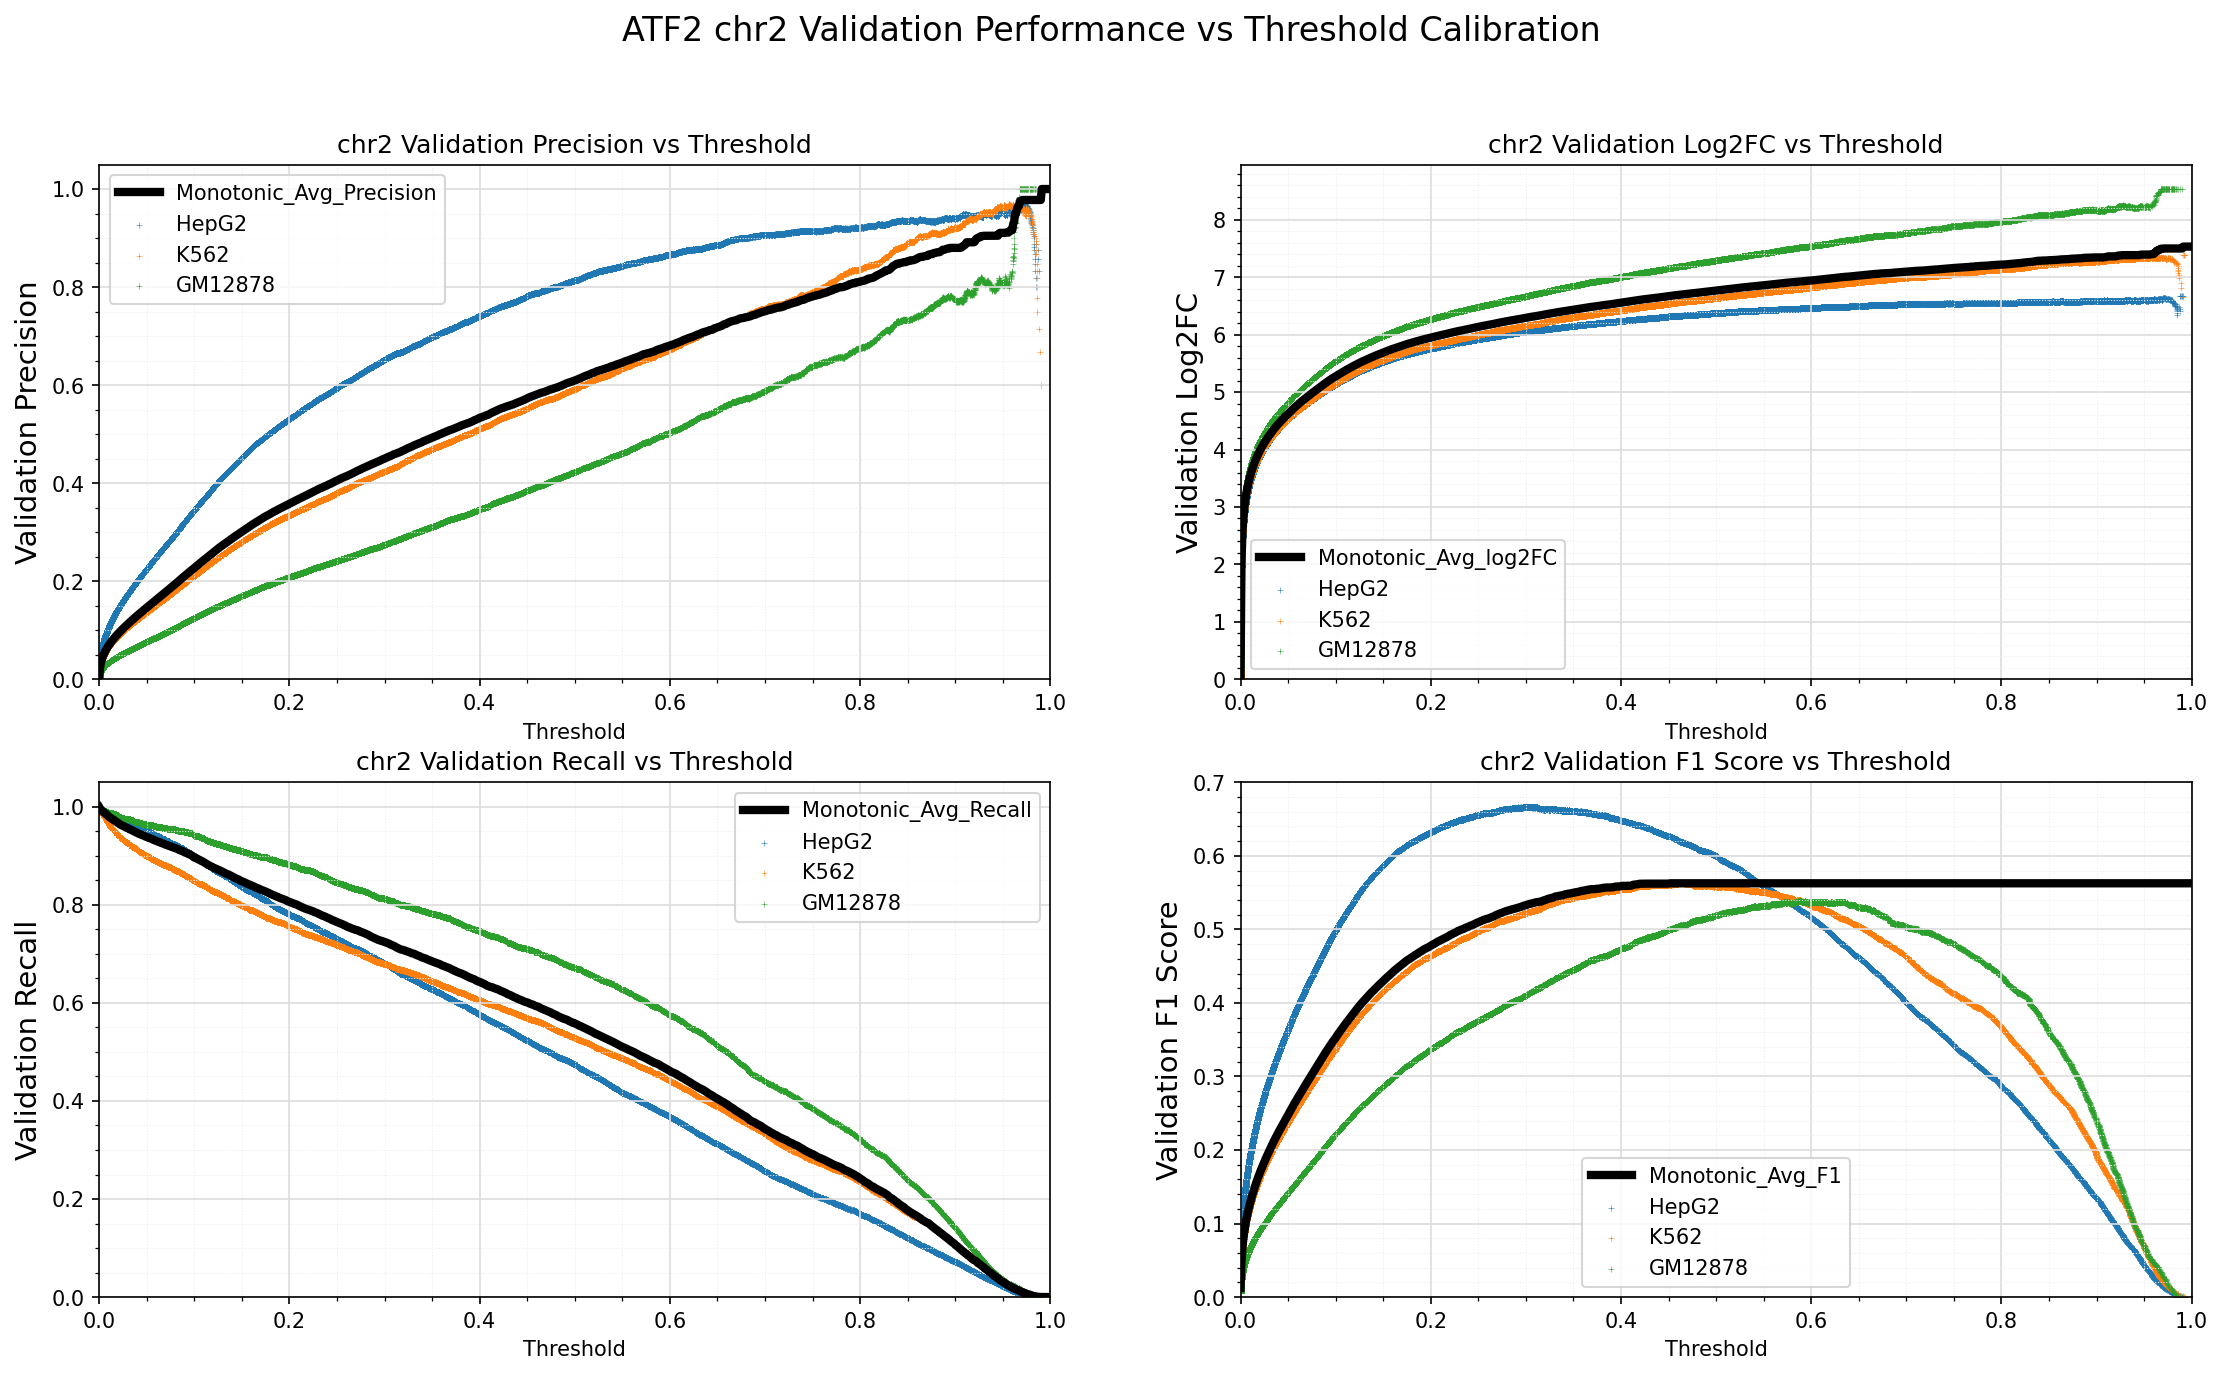 ATF2 chr2 Validation Performance vs Threshold Calibration
chr2 Validation Precision vs Threshold
Validation Precision
1.0
0.8
0.6
0.4
0.2
0.0
Monotonic_Avg_Precision
HepG2
K562
GM12878
0.0 0.2 0.4 0.6 0.8 1.0
Threshold
chr2 Validation Log2FC vs Threshold
Validation Log2FC
8
7
6
5
4
3
2
1
0
Monotonic_Avg_log2FC
HepG2
K562
GM12878
0.0 0.2 0.4 0.6 0.8 1.0
Threshold
chr2 Validation Recall vs Threshold
Validation Recall
1.0
0.8
0.6
0.4
0.2
0.0
Monotonic_Avg_Recall
HepG2
K562
GM12878
0.0 0.2 0.4 0.6 0.8 1.0
Threshold
chr2 Validation F1 Score vs Threshold
Validation F1 Score
0.7
0.6
0.5
0.4
0.3
0.2
0.1
0.0
Monotonic_Avg_F1
HepG2
K562
GM12878
0.0 0.2 0.4 0.6 0.8 1.0
Threshold